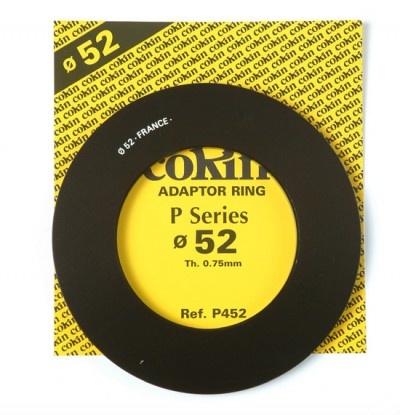 ø 52
ø 52 · FRANCE ·
cokin
ADAPTOR RING
P Series
ø 52
Th. 0.75mm
Ref. P452